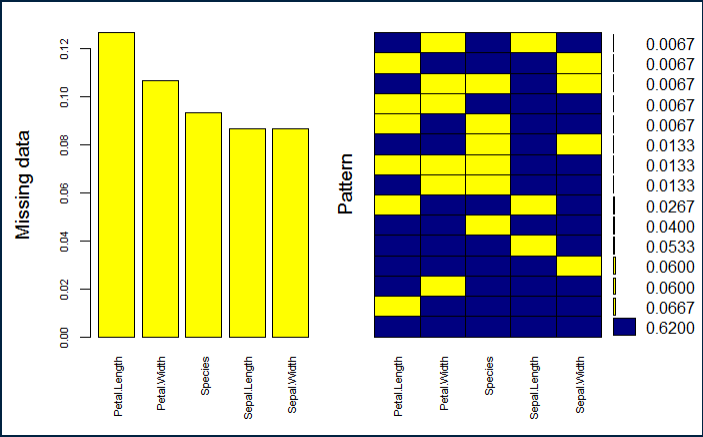 Missing data
0.12
0.10
0.08
0.06
0.04
0.02
0.00
Petal.Length
Petal.Width
Species
Sepal.Length
Sepal.Width
Pattern
0.0067
0.0067
0.0067
0.0067
0.0067
0.0133
0.0133
0.0133
0.0267
0.0400
0.0533
0.0600
0.0600
0.0667
0.6200
Petal.Length
Petal.Width
Species
Sepal.Length
Sepal.Width